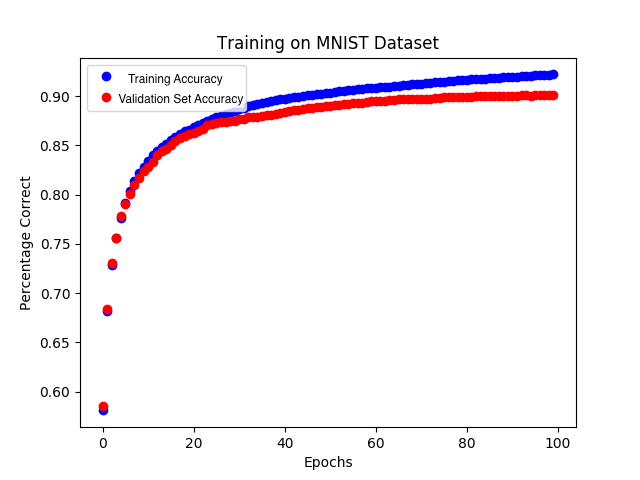 Training on MNIST Dataset
Training Accuracy
Validation Set Accuracy
Percentage Correct
0.90
0.85
0.80
0.75
0.70
0.65
0.60
0 20 40 60 80 100
Epochs